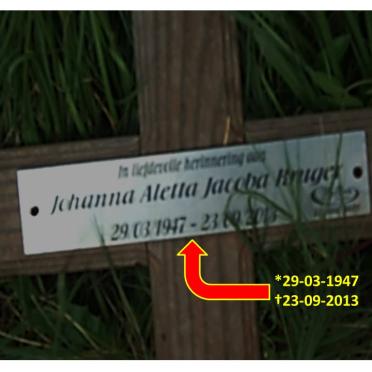 In liefdevolle herinnering aan
Johanna Aletta Jacoba Kruger
29.03.1947 - 23.09.2013
*29-03-1947
†23-09-2013